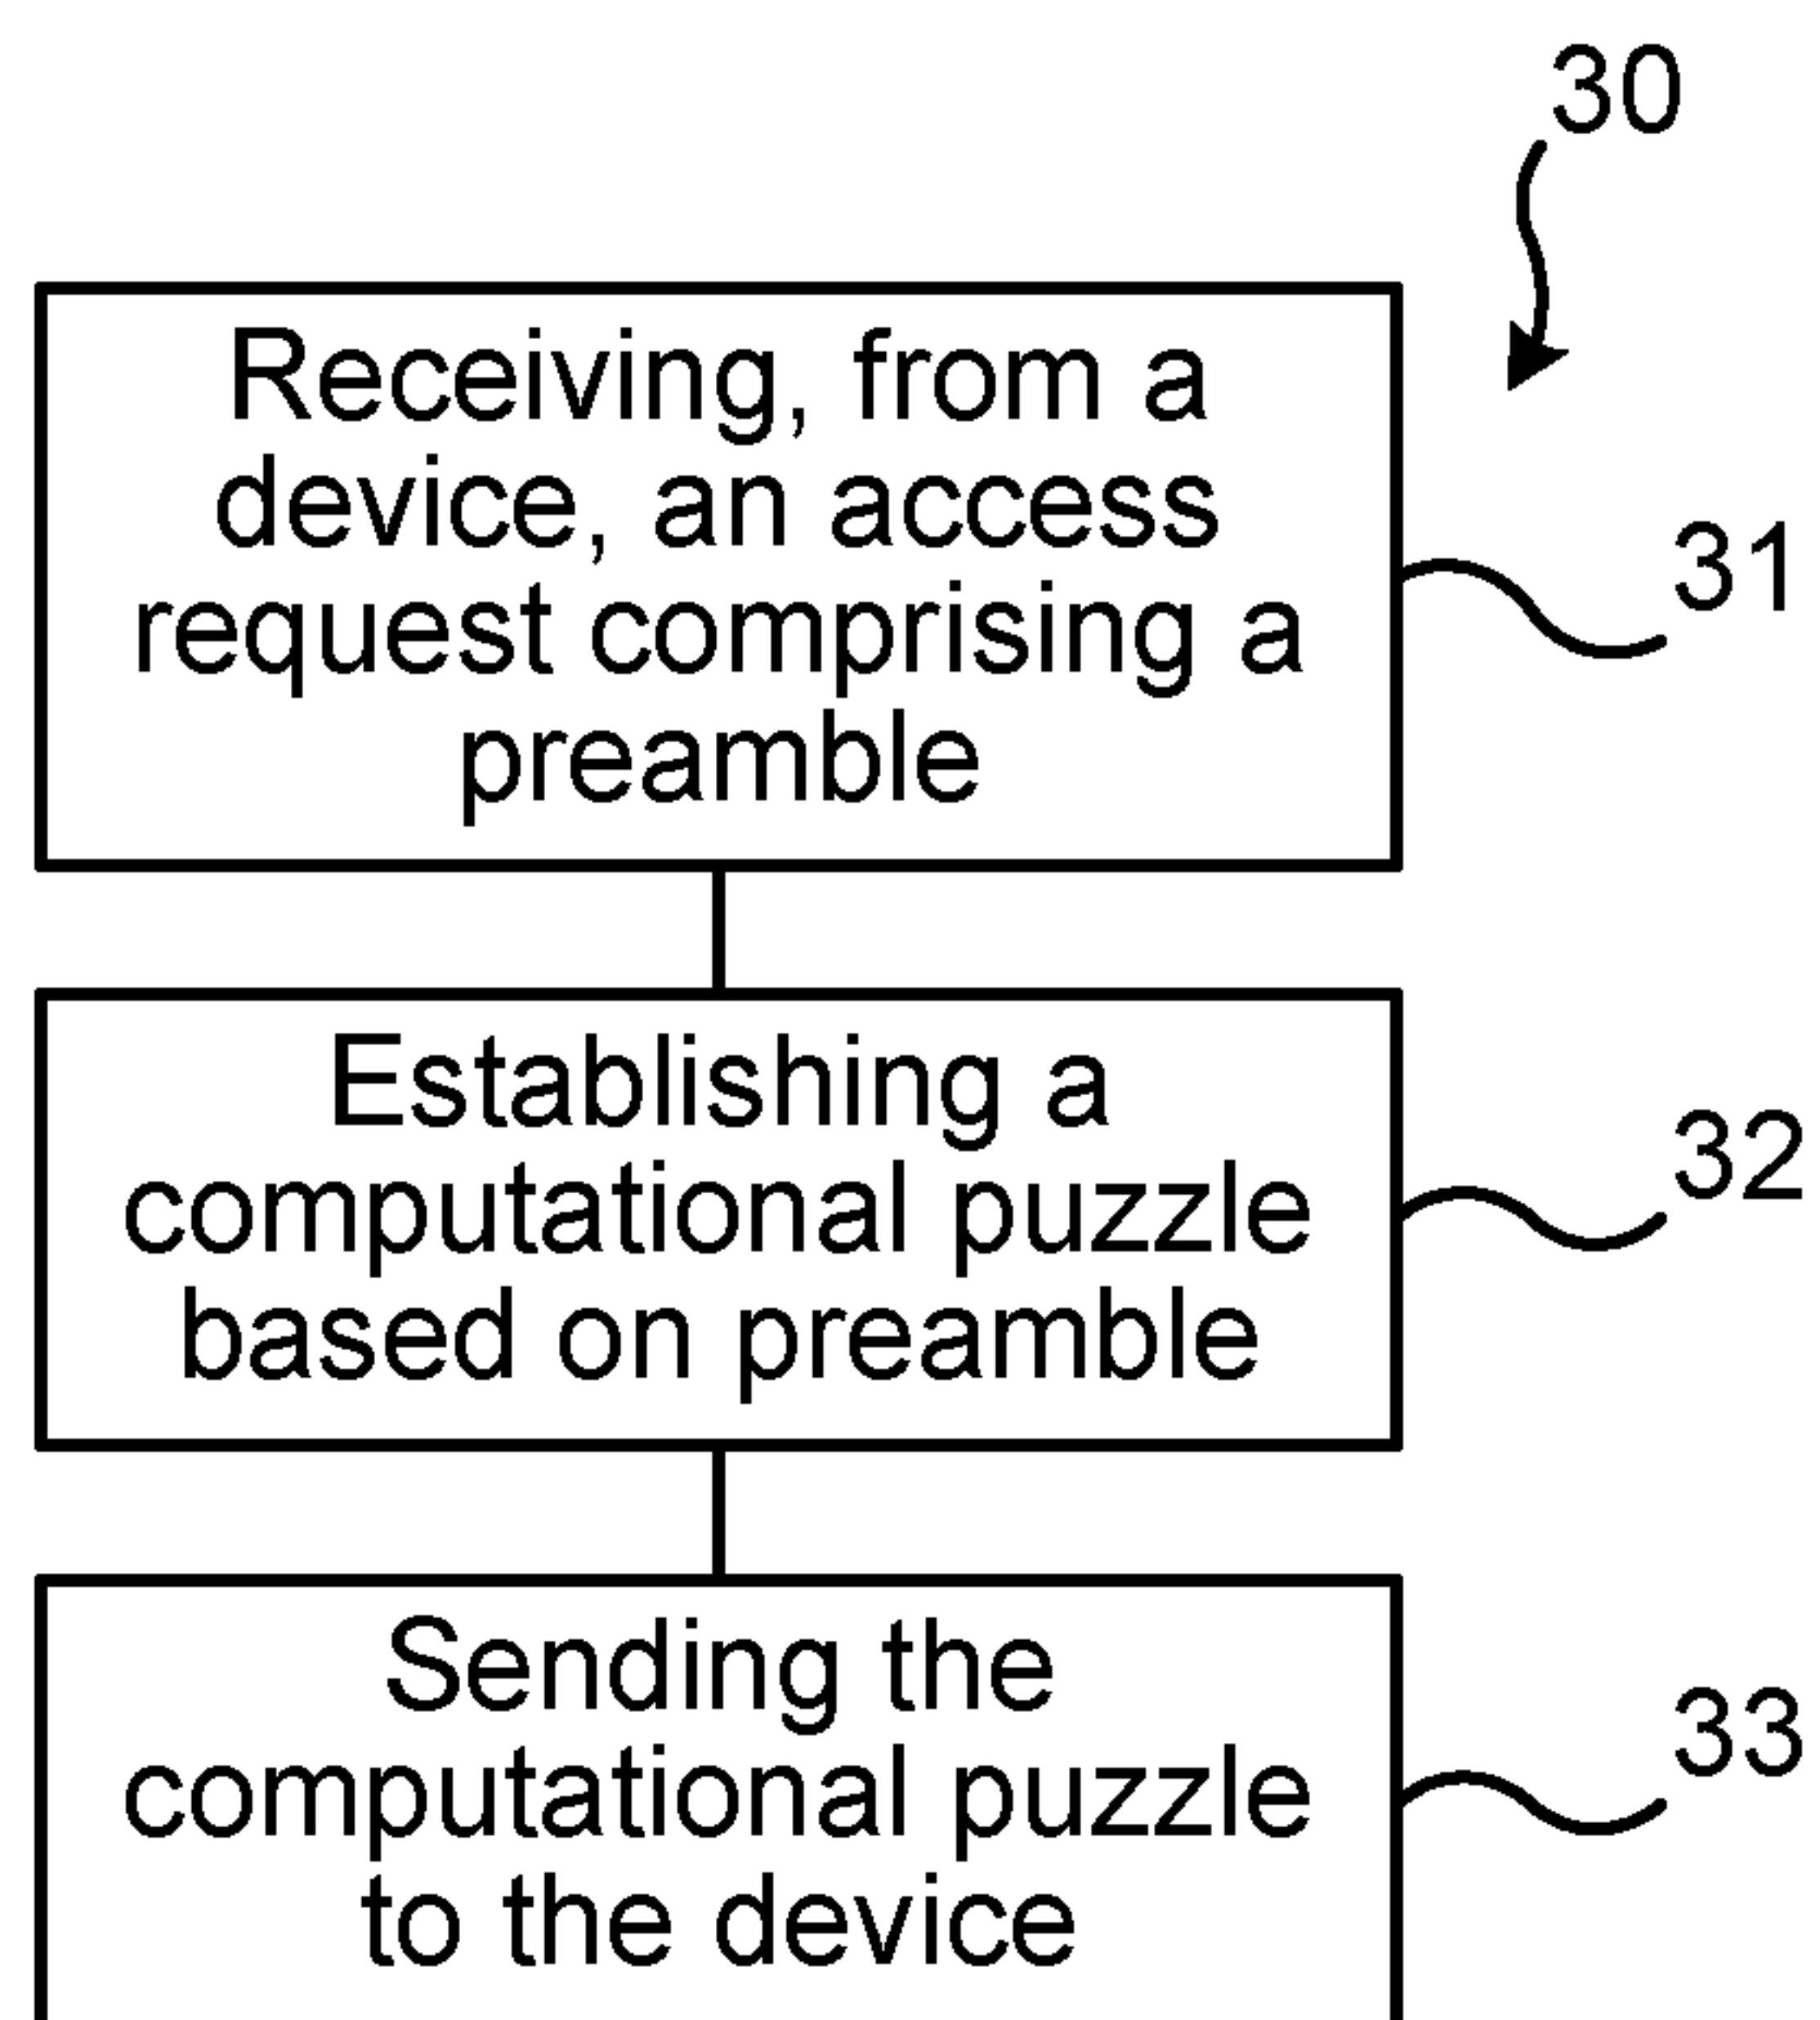 30
Receiving, from a
device, an access
request comprising a
preamble
31
Establishing a
computational puzzle
based on preamble
32
Sending the
computational puzzle
to the device
33